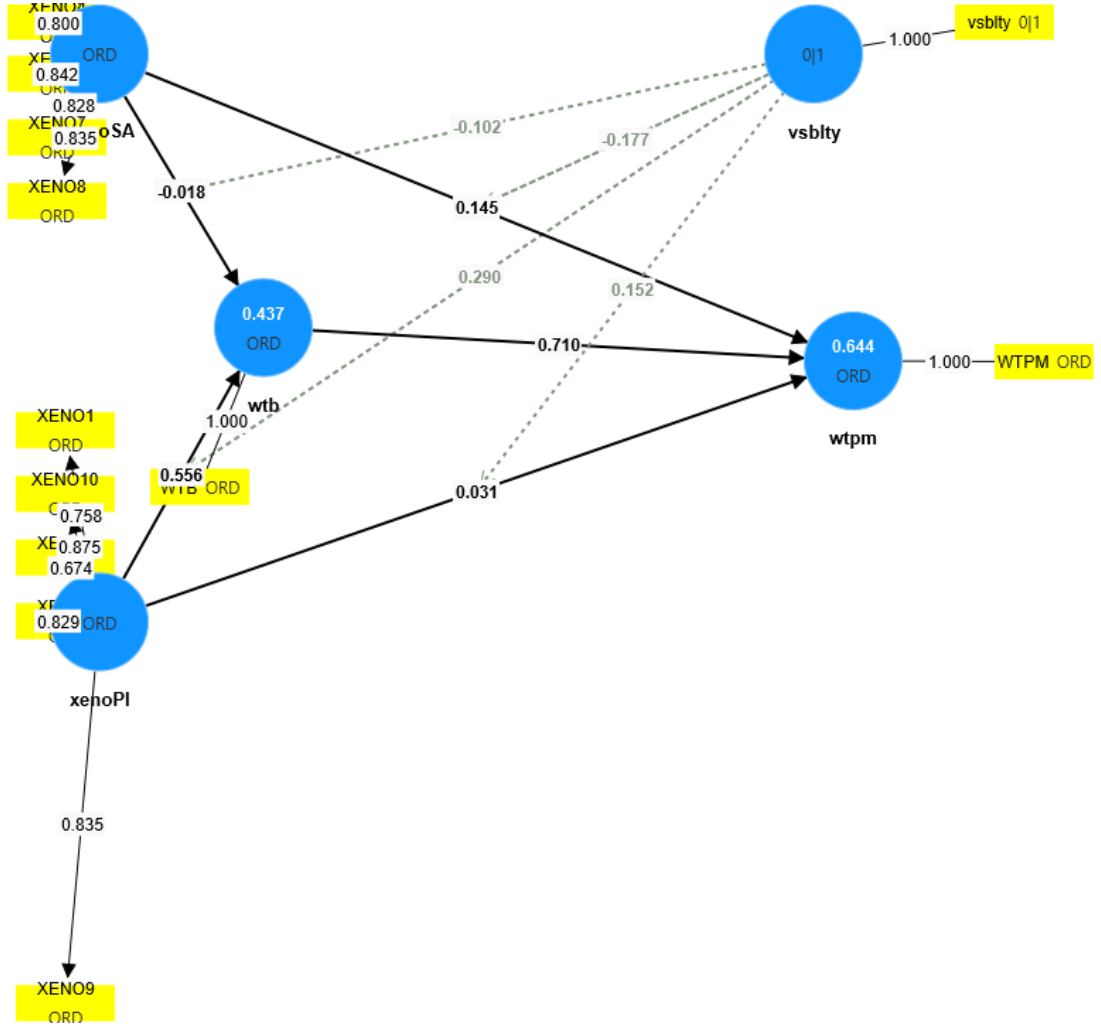 0.800
ORD
0.842
0.828
XENO7
0.835
oSA
ORD
XENO8
ORD
0|1
vsblty
1.000
vsblty 0|1
-0.102
-0.177
-0.018
0.145
0.290
0.152
0.437
ORD
wtb
0.710
0.644
ORD
wtpm
1.000
WTPM ORD
XENO1
ORD
1.000
XENO10
0.556
WTB ORD
0.031
0.758
0.875
0.674
0.829
ORD
xenoPI
0.835
XENO9
ORD